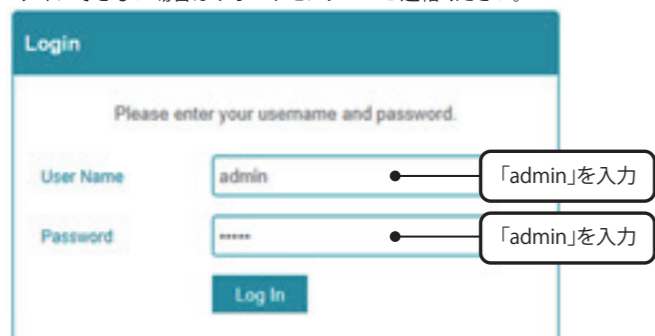 Login
Please enter your username and password.
User Name
admin
「admin」を入力
Password
•••••
「admin」を入力
Log In